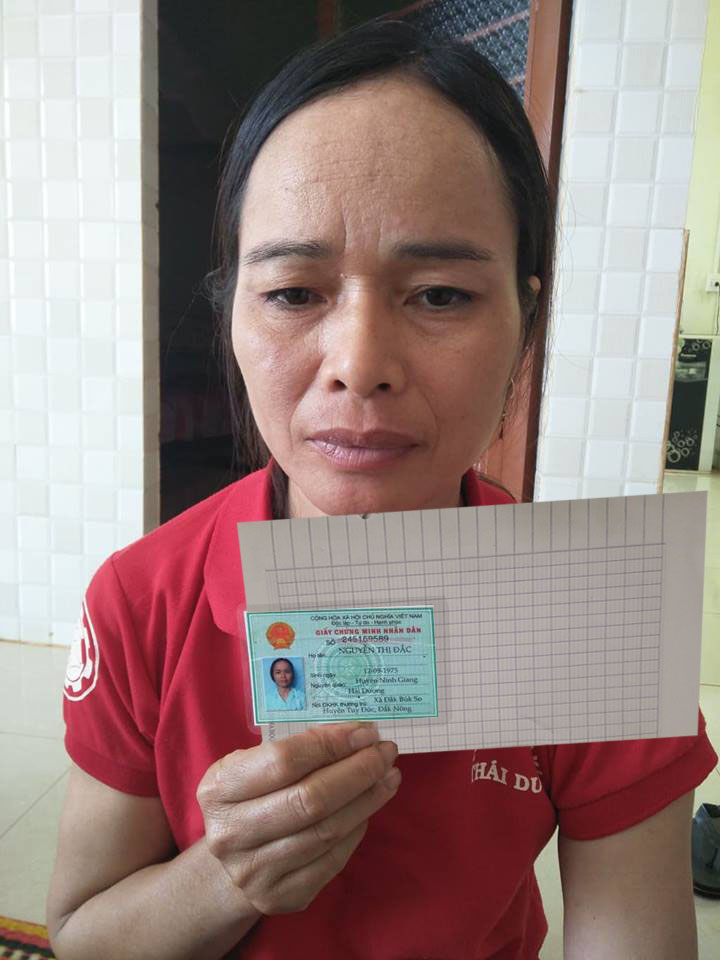 CỘNG HÒA XÃ HỘI CHỦ NGHĨA VIỆT NAM
Độc lập - Tự do - Hạnh phúc
GIẤY CHỨNG MINH NHÂN DÂN
SỐ 245169589
Họ tên NGUYỄN THỊ ĐẮC
Sinh ngày 12-09-1975
Nguyên quán Huyện Ninh Giang
Hải Dương
Nơi ĐKHK thường trú Xã Đắk Búk So
Huyện Tuy Đức, Đắk Nông
THÁI DƯ